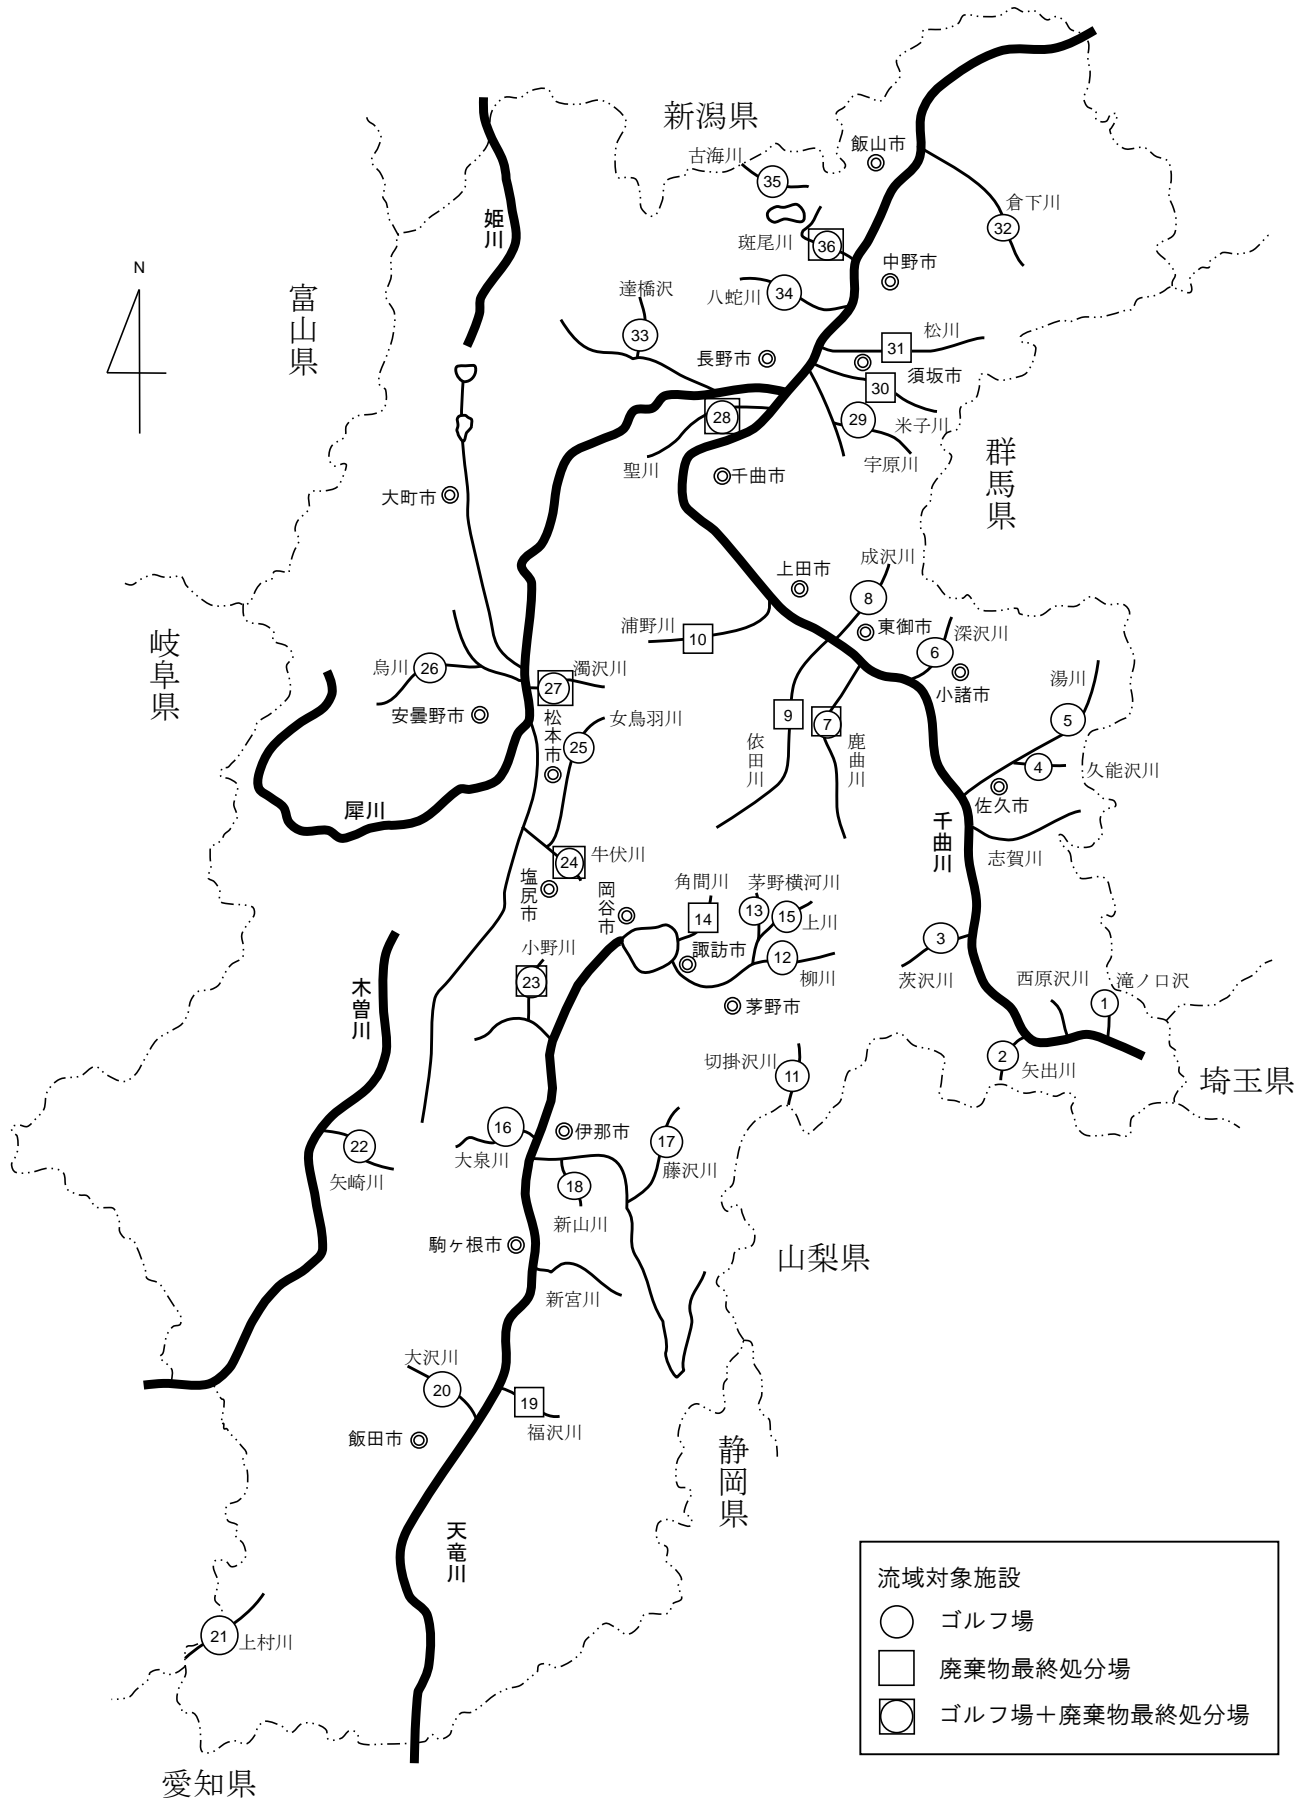 新潟県
古海川
35
飯山市
倉下川
32
姫川
斑尾川
36
中野市
N
富山県
達橋沢
33
八蛇川
34
長野市
松川
31
須坂市
30
米子川
28
29
宇原川
聖川
千曲市
群馬県
大町市
成沢川
上田市
8
浦野川
10
東御市
深沢川
6
小諸市
岐阜県
烏川
26
濁沢川
27
安曇野市
松本市
女鳥羽川
25
9
7
依田川
鹿曲川
湯川
5
4
久能沢川
佐久市
犀川
千曲川
志賀川
24
牛伏川
塩尻市
岡谷市
角間川
14
茅野横河川
13
15
上川
諏訪市
12
柳川
3
茨沢川
小野川
23
茅野市
西原沢川
滝ノ口沢
1
木曽川
2
矢出川
切掛沢川
11
埼玉県
16
大泉川
伊那市
17
藤沢川
22
矢崎川
18
新山川
駒ヶ根市
新宮川
山梨県
大沢川
20
19
福沢川
飯田市
静岡県
天竜川
21
上村川
愛知県
流域対象施設
ゴルフ場
廃棄物最終処分場
ゴルフ場＋廃棄物最終処分場